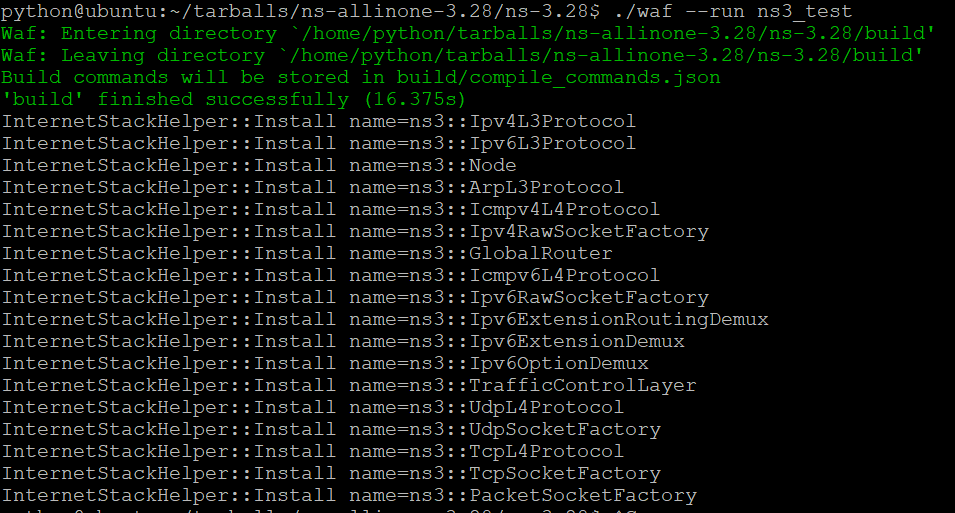 python@ubuntu:~/tarballs/ns-allinone-3.28/ns-3.28$ ./waf --run ns3_test
Waf: Entering directory `/home/python/tarballs/ns-allinone-3.28/ns-3.28/build'
Waf: Leaving directory `/home/python/tarballs/ns-allinone-3.28/ns-3.28/build'
Build commands will be stored in build/compile_commands.json
'build' finished successfully (16.375s)
InternetStackHelper::Install name=ns3::Ipv4L3Protocol
InternetStackHelper::Install name=ns3::Ipv6L3Protocol
InternetStackHelper::Install name=ns3::Node
InternetStackHelper::Install name=ns3::ArpL3Protocol
InternetStackHelper::Install name=ns3::Icmpv4L4Protocol
InternetStackHelper::Install name=ns3::Ipv4RawSocketFactory
InternetStackHelper::Install name=ns3::GlobalRouter
InternetStackHelper::Install name=ns3::Icmpv6L4Protocol
InternetStackHelper::Install name=ns3::Ipv6RawSocketFactory
InternetStackHelper::Install name=ns3::Ipv6ExtensionRoutingDemux
InternetStackHelper::Install name=ns3::Ipv6ExtensionDemux
InternetStackHelper::Install name=ns3::Ipv6OptionDemux
InternetStackHelper::Install name=ns3::TrafficControlLayer
InternetStackHelper::Install name=ns3::UdpL4Protocol
InternetStackHelper::Install name=ns3::UdpSocketFactory
InternetStackHelper::Install name=ns3::TcpL4Protocol
InternetStackHelper::Install name=ns3::TcpSocketFactory
InternetStackHelper::Install name=ns3::PacketSocketFactory